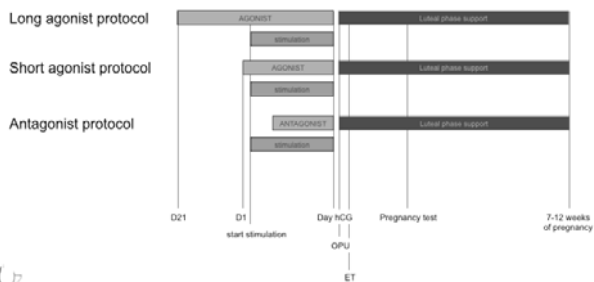 Long agonist protocol
AGONIST
Luteal phase support
stimulation
Short agonist protocol
AGONIST
Luteal phase support
stimulation
Antagonist protocol
ANTAGONIST
Luteal phase support
stimulation
D21
D1
Day hCG
Pregnancy test
7-12 weeks
of pregnancy
start stimulation
OPU
ET